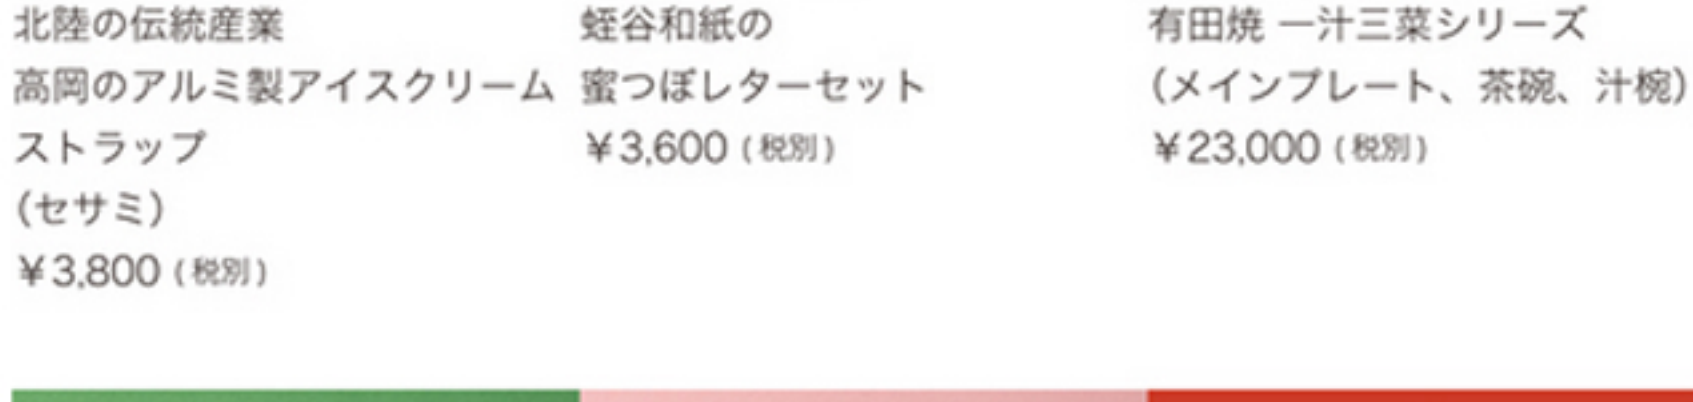 北陸の伝統産業
高岡のアルミ製アイスクリーム
ストラップ
(セサミ)
¥3,800 (税別)
蛭谷和紙の
蜜つぼレターセット
¥3,600 (税別)
有田焼 一汁三菜シリーズ
(メインプレート、茶碗、汁椀)
¥23,000 (税別)